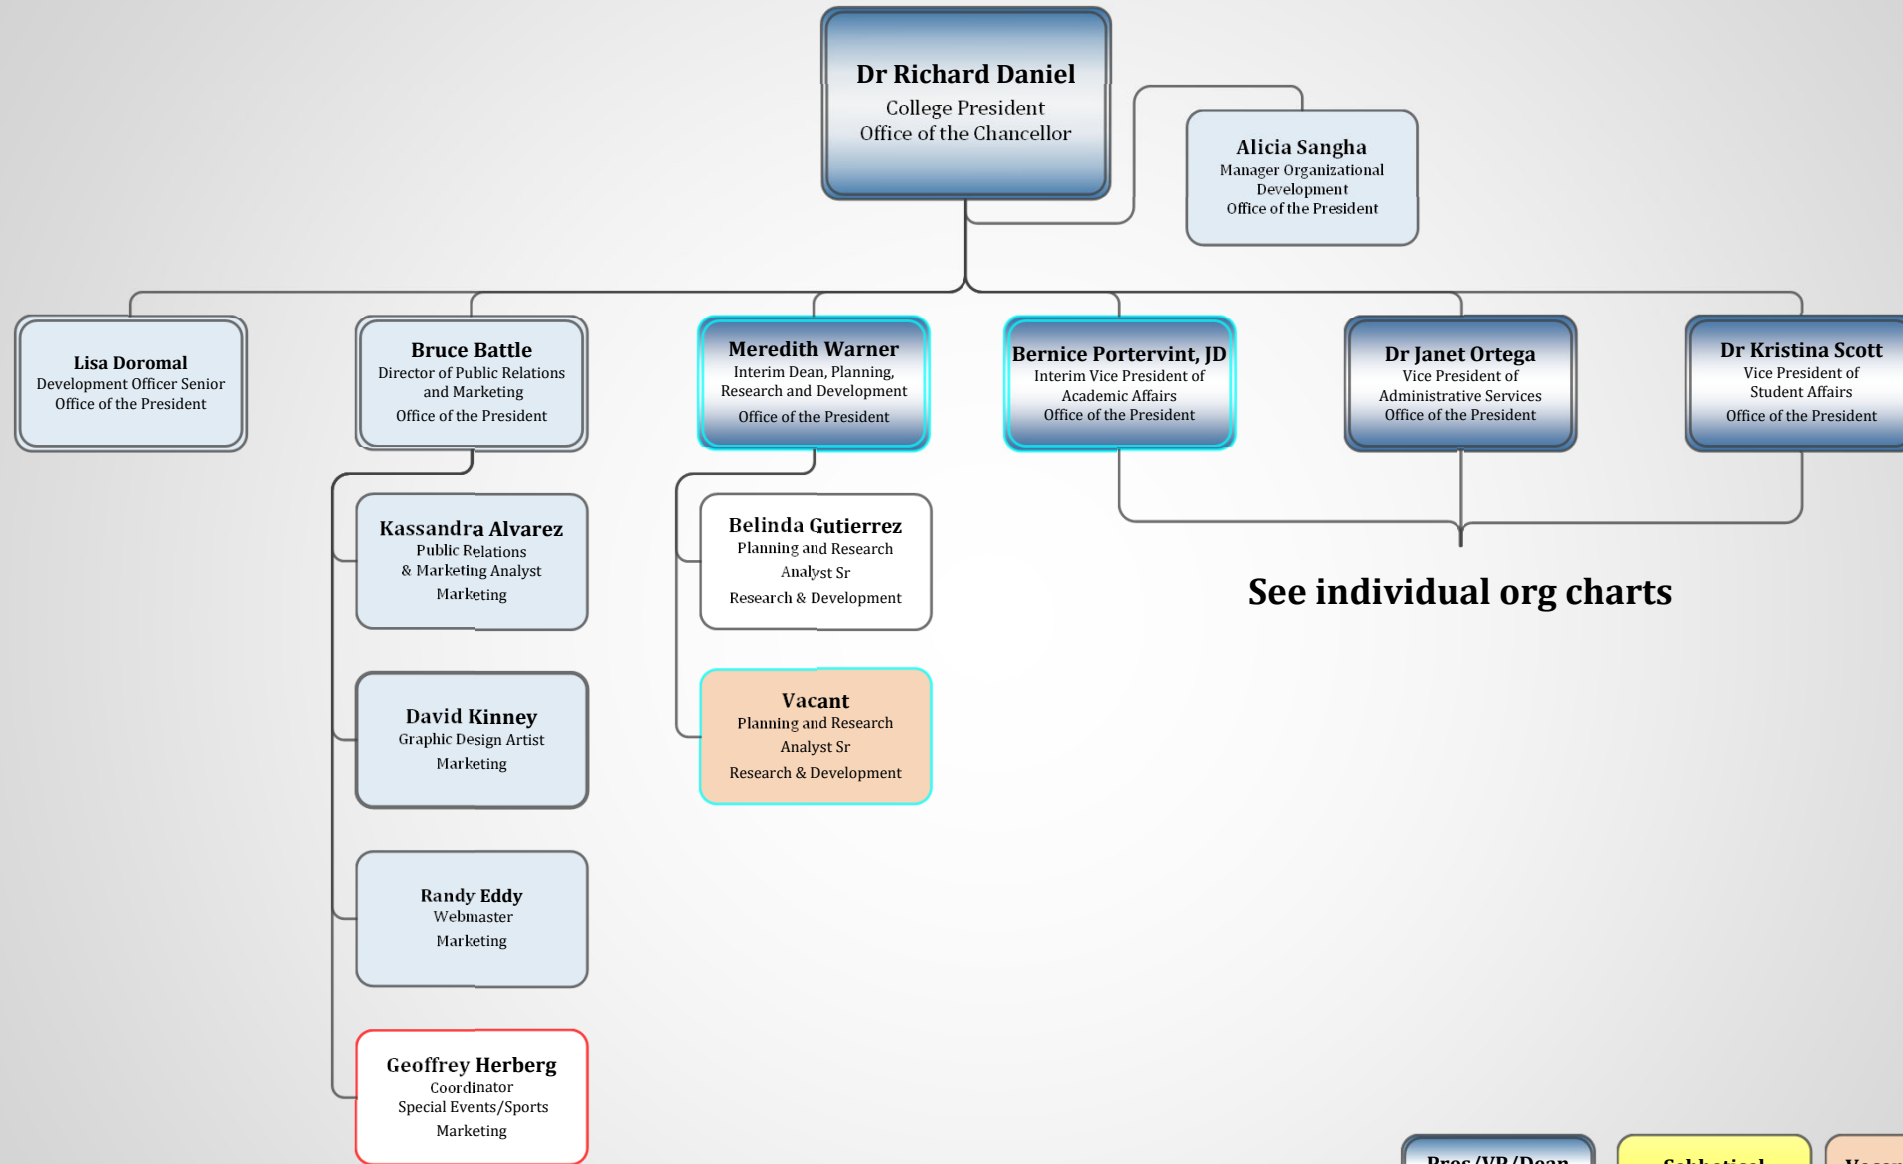 Dr Richard Daniel
College President
Office of the Chancellor
Alicia Sangha
Manager Organizational
Development
Office of the President
Lisa Doromal
Development Officer Senior
Office of the President
Bruce Battle
Director of Public Relations
and Marketing
Office of the President
Meredith Warner
Interim Dean, Planning,
Research and Development
Office of the President
Bernice Portervint, JD
Interim Vice President of
Academic Affairs
Office of the President
Dr Janet Ortega
Vice President of
Administrative Services
Office of the President
Dr Kristina Scott
Vice President of
Student Affairs
Office of the President
Kassandra Alvarez
Public Relations
& Marketing Analyst
Marketing
David Kinney
Graphic Design Artist
Marketing
Randy Eddy
Webmaster
Marketing
Geoffrey Herberg
Coordinator
Special Events/Sports
Marketing
Belinda Gutierrez
Planning and Research
Analyst Sr
Research & Development
Vacant
Planning and Research
Analyst Sr
Research & Development
See individual org charts
Pres/VP/Dean
Sabbatical